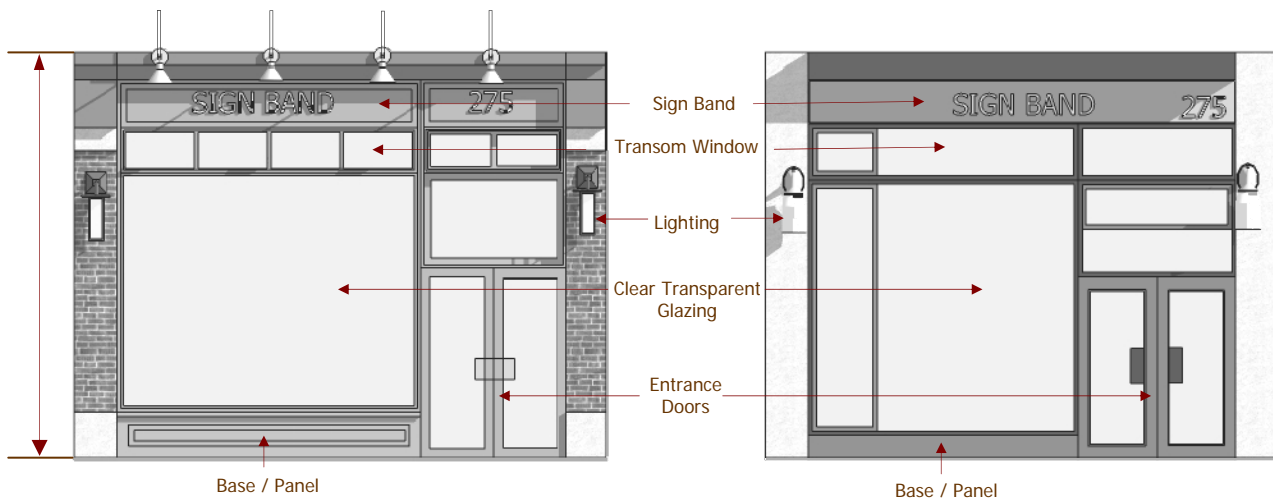 SIGN BAND
275
Sign Band
SIGN BAND
275
Transom Window
Lighting
Clear Transparent
Glazing
Entrance
Doors
Base / Panel
Base / Panel